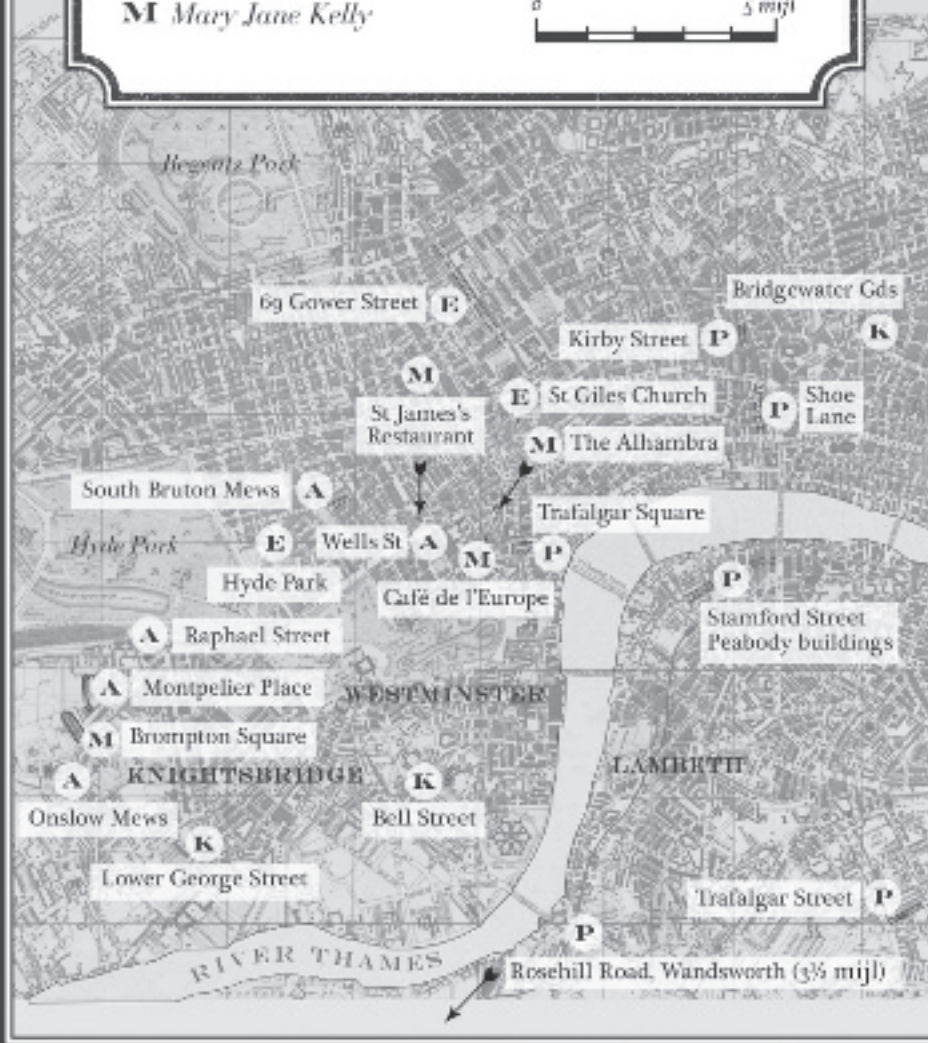 M Mary Jane Kelly
0
Regents Park
69 Gower Street E
Bridgewater Gds
K
Kirby Street P
M
St James's
Restaurant
E St Giles Church
P Shoe
Lane
M The Alhambra
South Bruton Mews A
Trafalgar Square
P
Hyde Park
E
Hyde Park
Wells St A
M
Café de l'Europe
P
Stamford Street
Peabody buildings
A Raphael Street
A Montpelier Place
WESTMINSTER
M Brompton Square
LAMBETH
KNIGHTSBRIDGE
A
Onslow Mews
K
Bell Street
K
Lower George Street
Trafalgar Street P
P
RIVER THAMES
Rosehill Road, Wandsworth (3½ mijl)